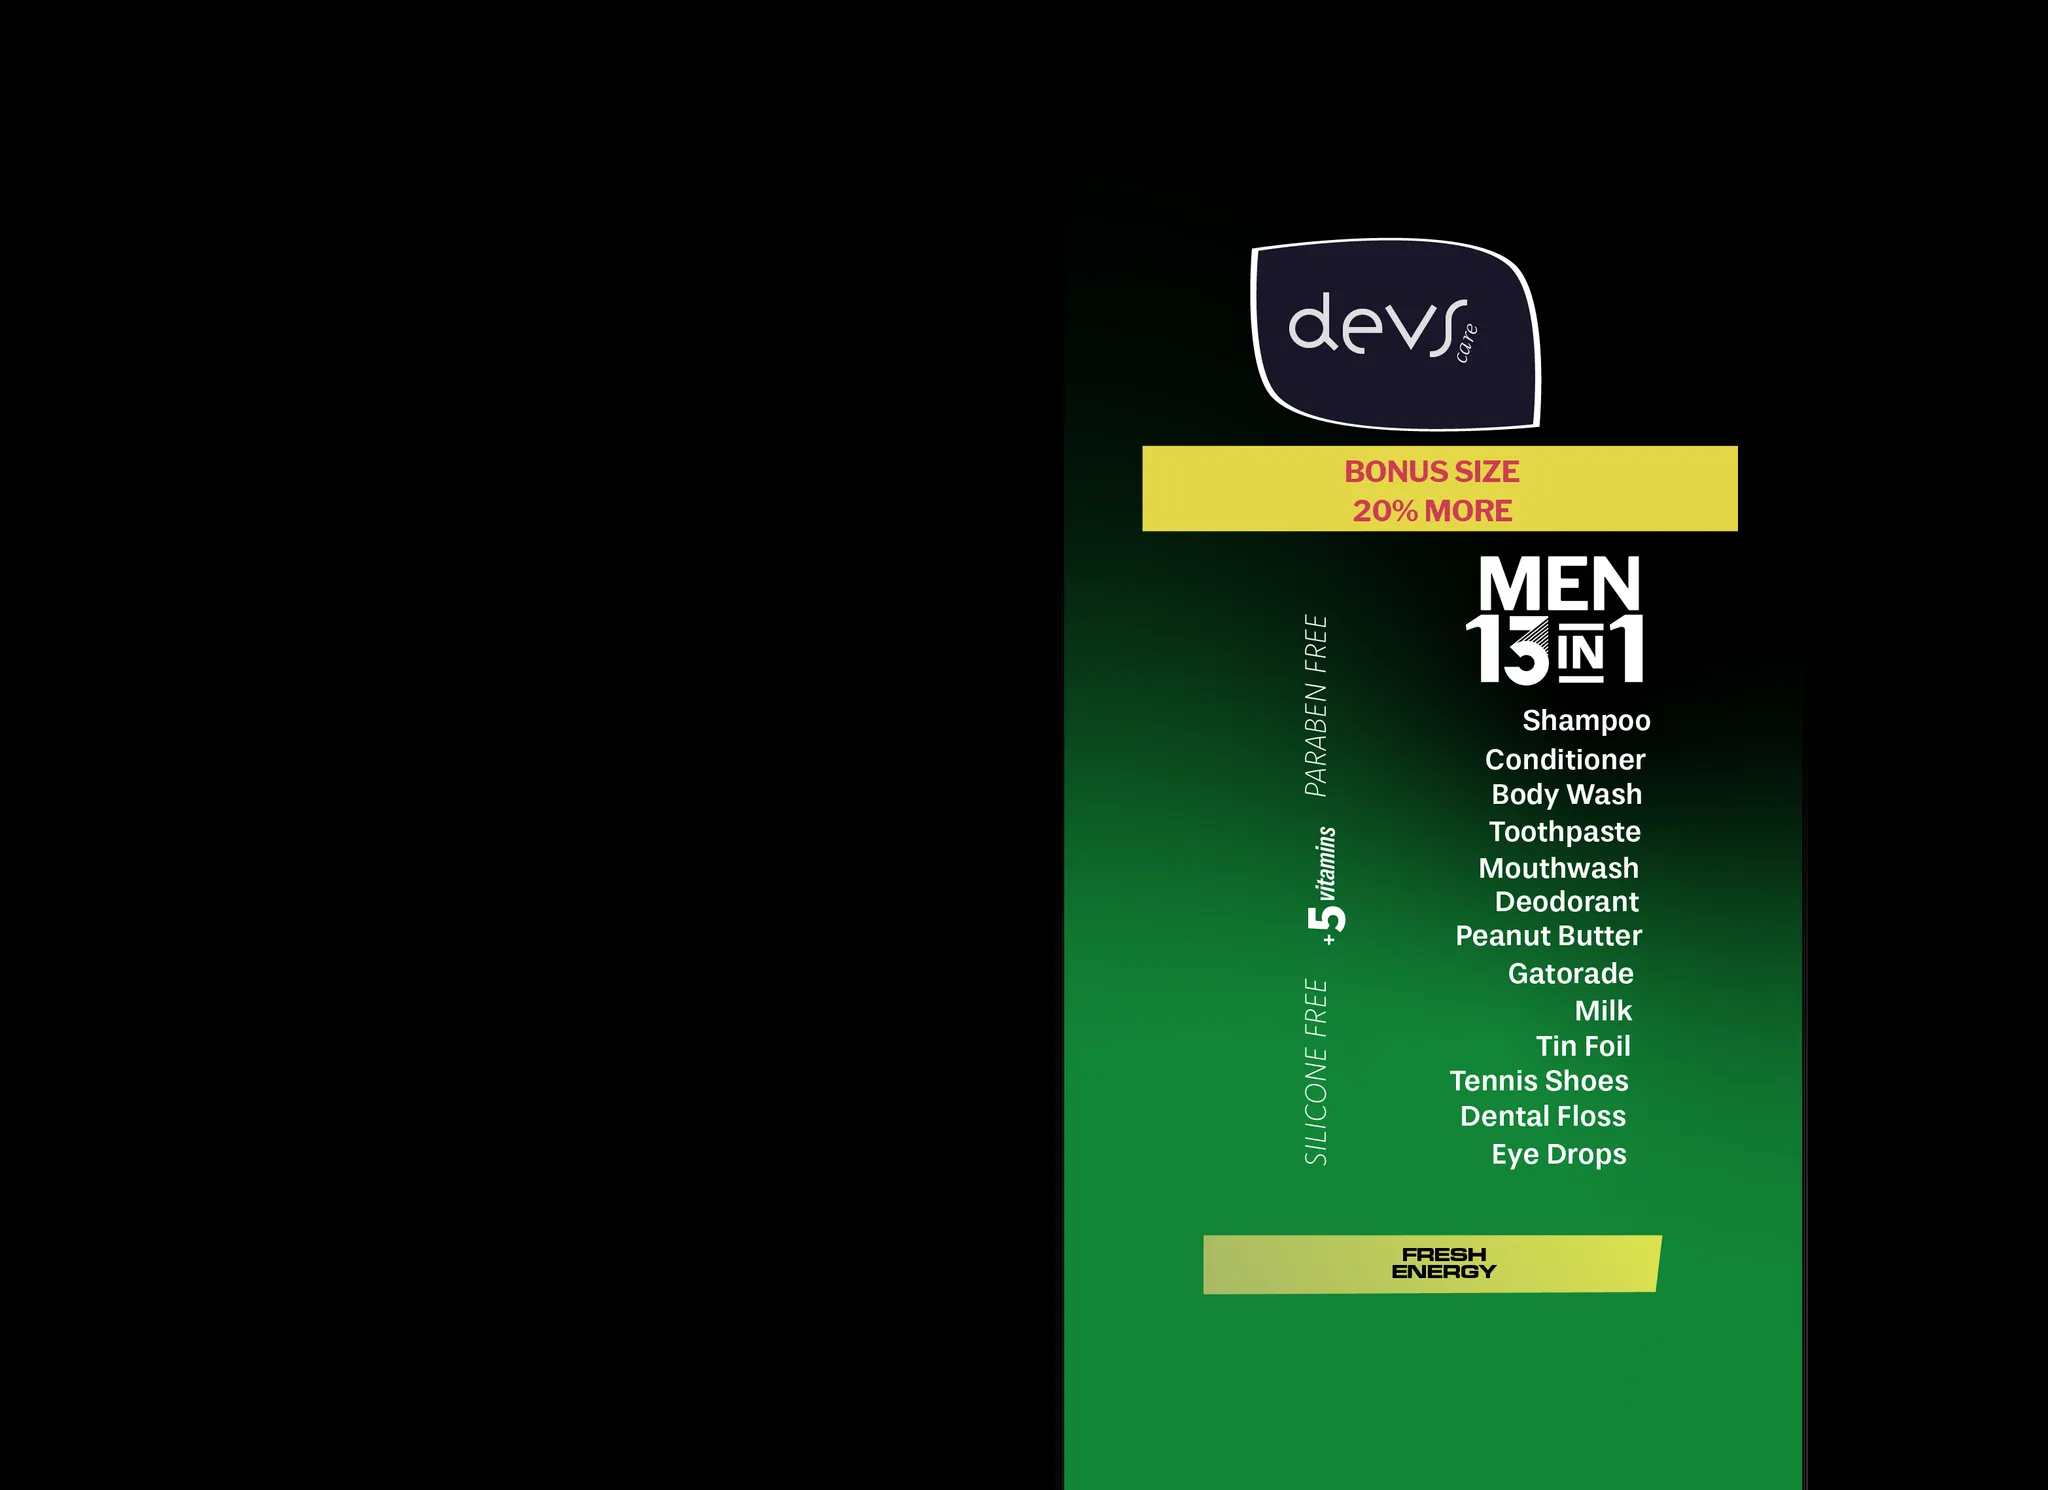 devs
care
BONUS SIZE
20% MORE
MEN
13 IN 1
Shampoo
Conditioner
Body Wash
Toothpaste
Mouthwash
Deodorant
Peanut Butter
Gatorade
Milk
Tin Foil
Tennis Shoes
Dental Floss
Eye Drops
SILICONE FREE +5 vitamins PARABEN FREE
FRESH
ENERGY